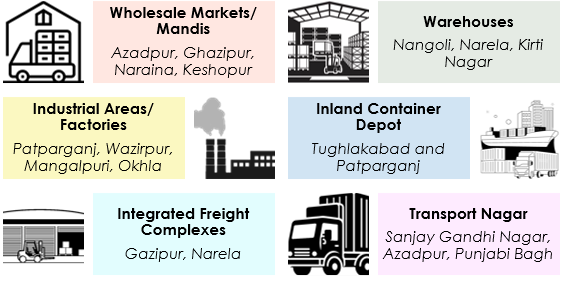 Wholesale Markets/
Mandis
Azadpur, Ghazipur,
Naraina, Keshopur
Warehouses
Nangoli, Narela, Kirti
Nagar
Industrial Areas/
Factories
Patparganj, Wazirpur,
Mangalpuri, Okhla
Inland Container
Depot
Tughlakabad and
Patparganj
Integrated Freight
Complexes
Gazipur, Narela
Transport Nagar
Sanjay Gandhi Nagar,
Azadpur, Punjabi Bagh